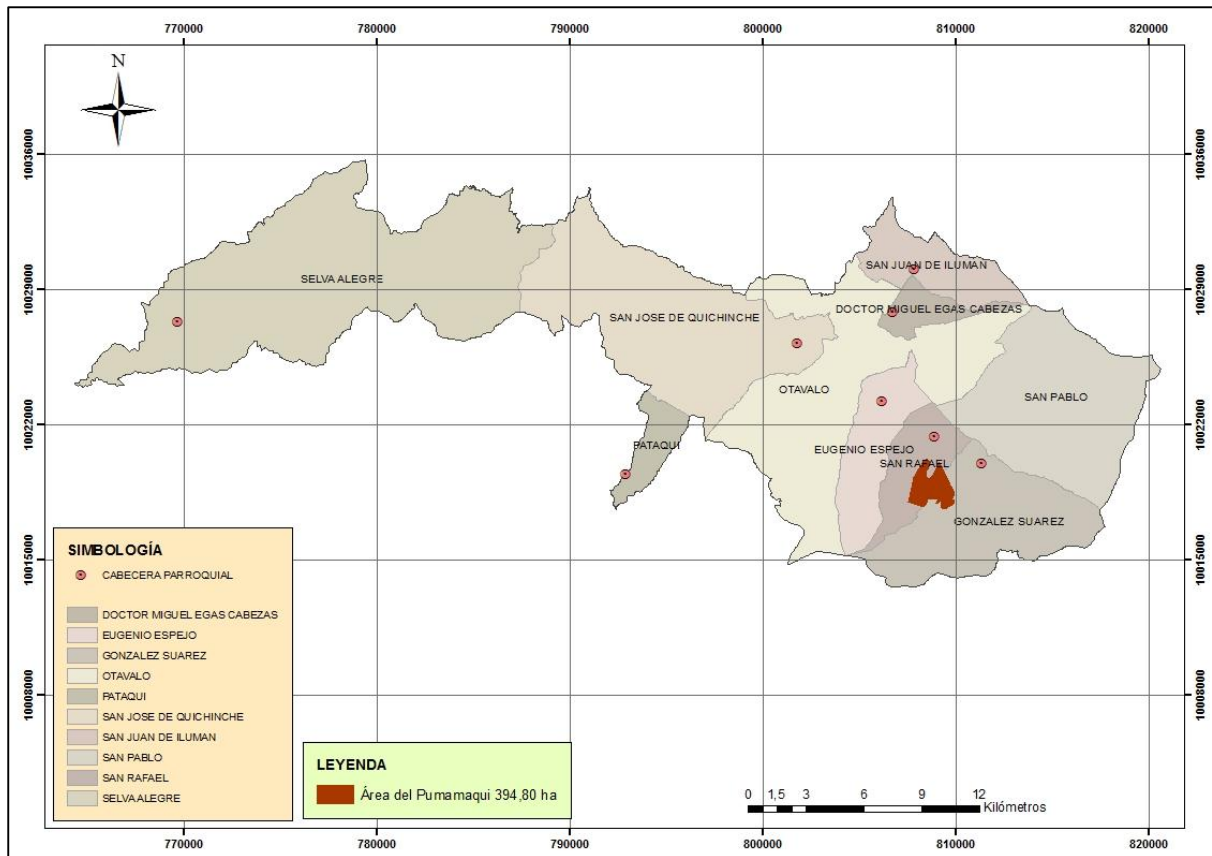 770000 780000 790000 800000 810000 820000
N
10036000 10036000
SAN JUAN DE ILUMAN
SELVA ALEGRE
10029000 10029000
DOCTOR MIGUEL EGAS CABEZAS
SAN JOSE DE QUICHINCHE
OTAVALO
SAN PABLO
10022000 10022000
PATAQUI
EUGENIO ESPEJO
SAN RAFAEL
GONZALEZ SUAREZ
10015000 10015000
SIMBOLOGÍA
CABECERA PARROQUIAL
DOCTOR MIGUEL EGAS CABEZAS
EUGENIO ESPEJO
GONZALEZ SUAREZ
OTAVALO
PATAQUI
SAN JOSE DE QUICHINCHE
SAN JUAN DE ILUMAN
SAN PABLO
SAN RAFAEL
SELVA ALEGRE
10008000 10008000
LEYENDA
Área del Pumamaqui 394,80 ha
0 1,5 3 6 9 12
Kilómetros
770000 780000 790000 800000 810000 820000